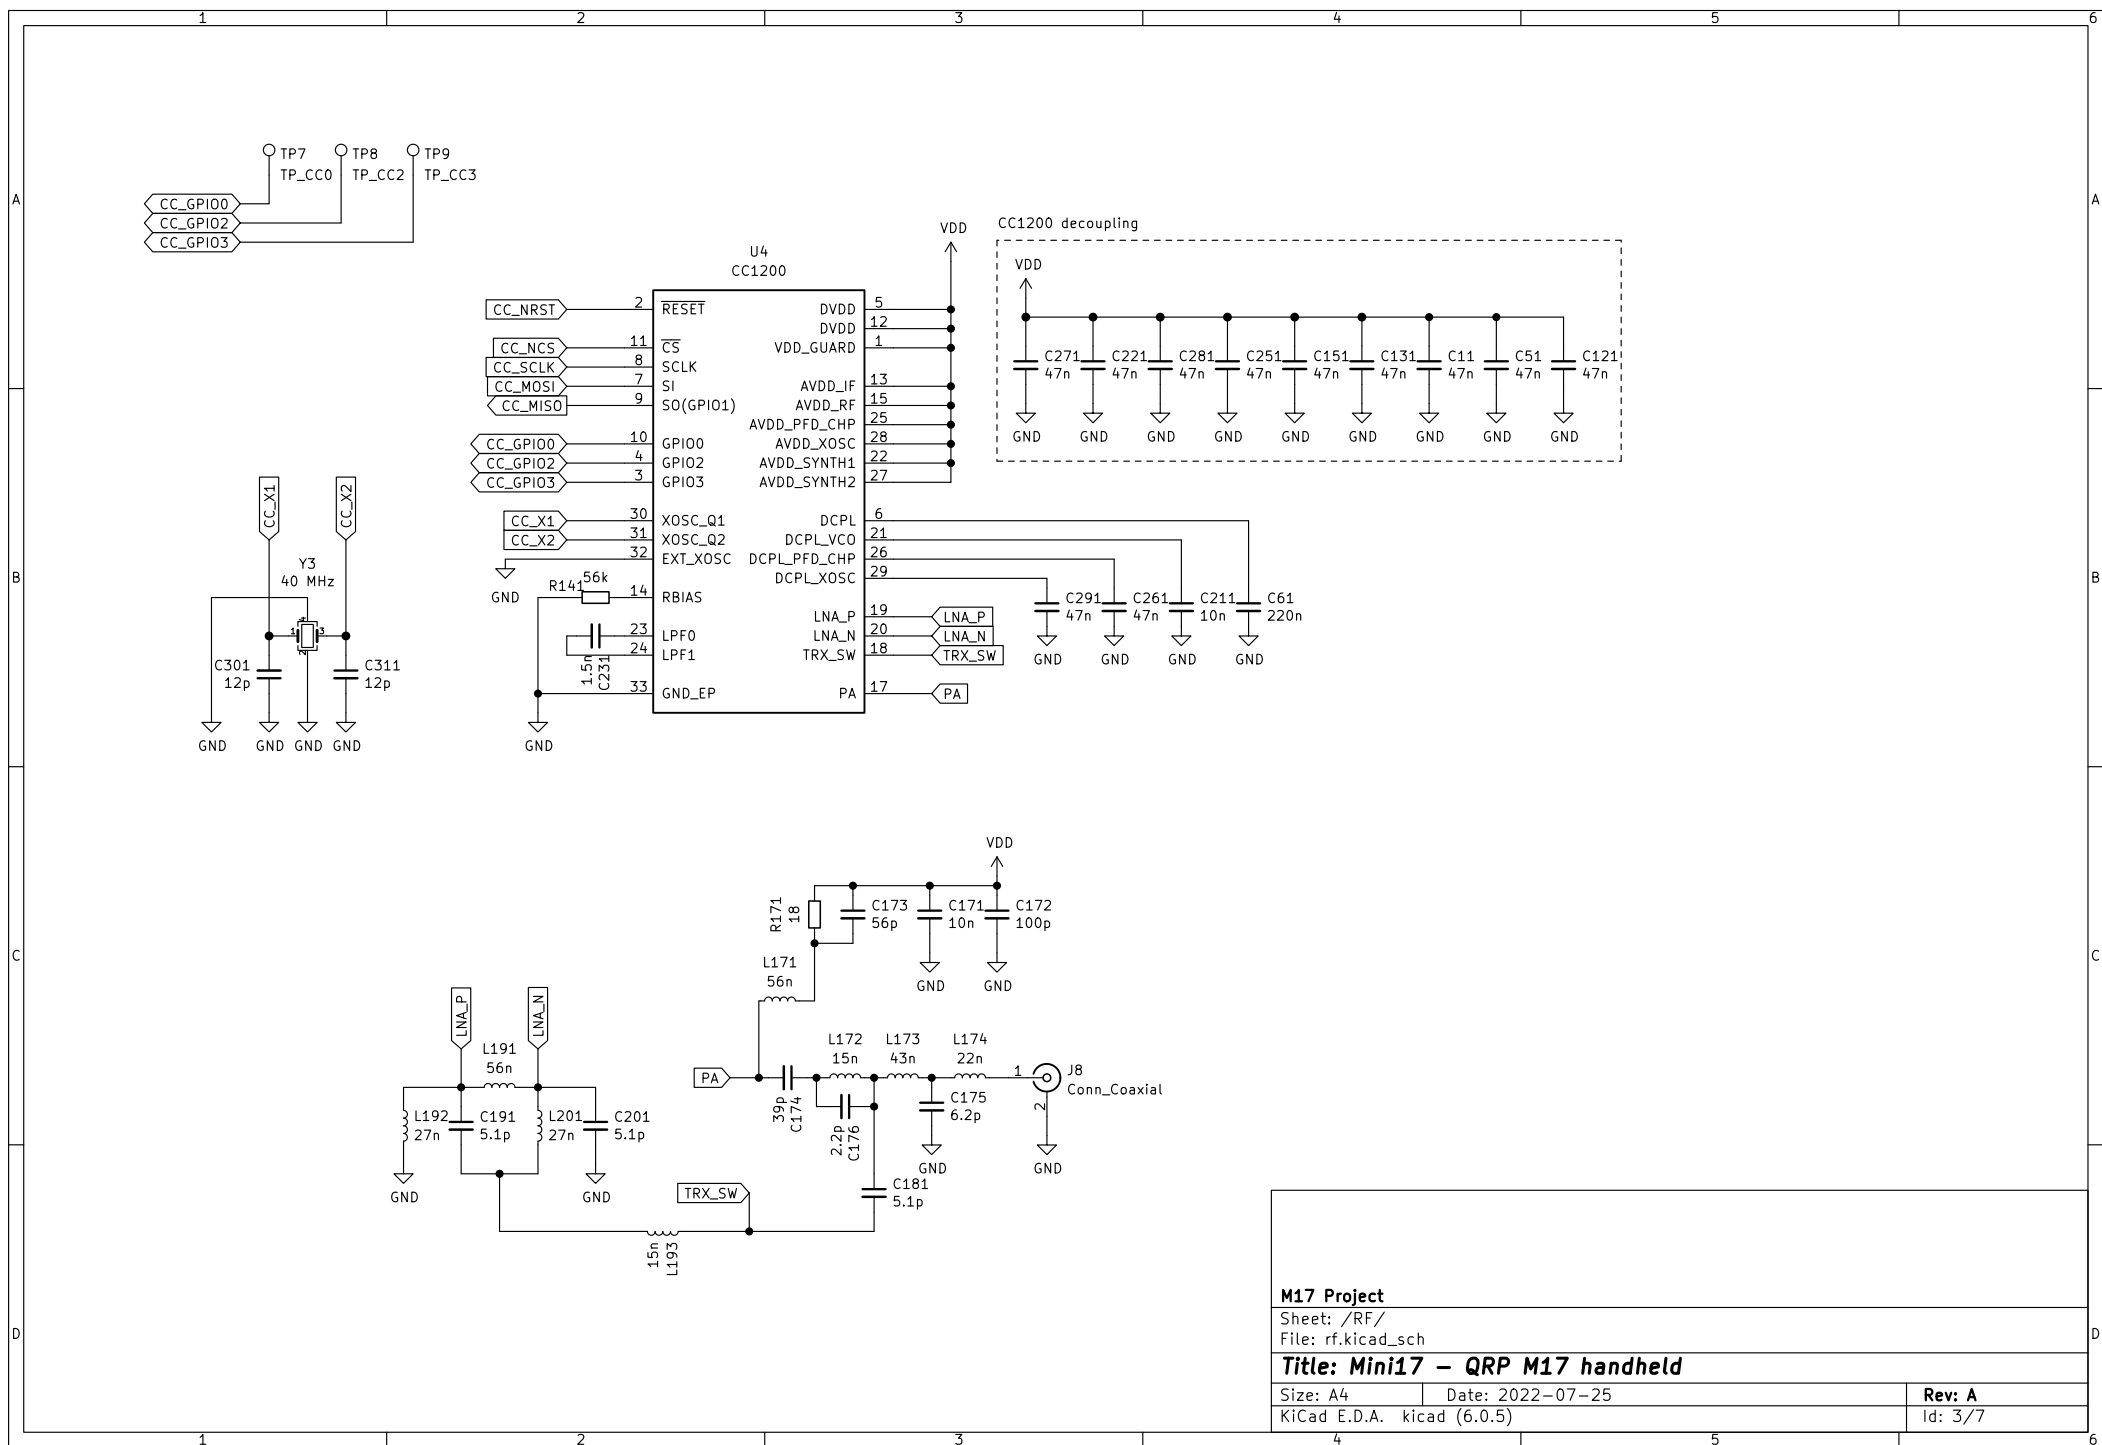 1 2 3 4 5 6
A
A
B
B
C
C
D
D
TP7
TP_CC0
TP8
TP_CC2
TP9
TP_CC3
CC_GPIO0
CC_GPIO2
CC_GPIO3
U4
CC1200
CC_NRST 2 RESET
CC_NCS 11 CS
CC_SCLK 8 SCLK
CC_MOSI 7 SI
CC_MISO 9 SO(GPIO1)
CC_GPIO0 10 GPIO0
CC_GPIO2 4 GPIO2
CC_GPIO3 3 GPIO3
CC_X1 30 XOSC_Q1
CC_X2 31 XOSC_Q2
32 EXT_XOSC
GND
R141 56k 14 RBIAS
23 LPF0
24 LPF1
1.5n
C231
33 GND_EP
GND
VDD
DVDD 5
DVDD 12
VDD_GUARD 1
AVDD_IF 13
AVDD_RF 15
AVDD_PFD_CHP 25
AVDD_XOSC 28
AVDD_SYNTH1 22
AVDD_SYNTH2 27
DCPL 6
DCPL_VCO 21
DCPL_PFD_CHP 26
DCPL_XOSC 29
LNA_P 19 LNA_P
LNA_N 20 LNA_N
TRX_SW 18 TRX_SW
PA 17 PA
CC1200 decoupling
VDD
C271 C221 C281 C251 C151 C131 C11 C51 C121
47n 47n 47n 47n 47n 47n 47n 47n 47n
GND GND GND GND GND GND GND GND GND
C291 C261 C211 C61
47n 47n 10n 220n
GND GND GND GND
CC_X1
CC_X2
Y3
40 MHz
1 4 3
2
C301
12p
C311
12p
GND GND GND GND
VDD
R171
18
C173
56p
C171
10n
C172
100p
GND GND
L171
56n
LNA_P
LNA_N
L191
56n
L192
27n
C191
5.1p
L201
27n
C201
5.1p
GND GND
PA
39p
C174
L172
15n
L173
43n
L174
22n
2.2p
C176
C175
6.2p
GND
1
2
J8
Conn_Coaxial
GND
C181
5.1p
TRX_SW
15n
L193
M17 Project
Sheet: /RF/
File: rf.kicad_sch
Title: Mini17 – QRP M17 handheld
Size: A4 Date: 2022-07-25 Rev: A
KiCad E.D.A. kicad (6.0.5) Id: 3/7
1 2 3 4 5 6